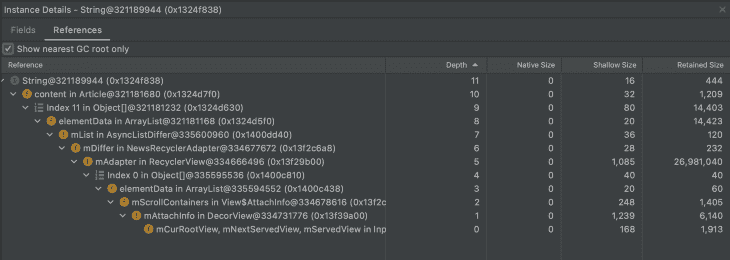 Instance Details - String@321189944 (0x1324f838)
Fields References
Show nearest GC root only
Reference Depth Native Size Shallow Size Retained Size
String@321189944 (0x1324f838) 11 0 16 444
content in Article@321181680 (0x1324d7f0) 10 0 32 1,209
Index 11 in Object[]@321181232 (0x1324d630) 9 0 80 14,403
elementData in ArrayList@321181168 (0x1324d5f0) 8 0 20 14,423
mList in AsyncListDiffer@335600960 (0x1400dd40) 7 0 36 120
mDiffer in NewsRecyclerAdapter@334677672 (0x13f2c6a8) 6 0 28 232
mAdapter in RecyclerView@334666496 (0x13f29b00) 5 0 1,085 26,981,040
Index 0 in Object[]@335595536 (0x1400c810) 4 0 40 40
elementData in ArrayList@335594552 (0x1400c438) 3 0 20 60
mScrollContainers in View$AttachInfo@334678616 (0x13f2c 2 0 248 1,405
mAttachInfo in DecorView@334731776 (0x13f39a00) 1 0 1,239 6,140
mCurRootView, mNextServedView, mServedView in Inp 0 0 168 1,913